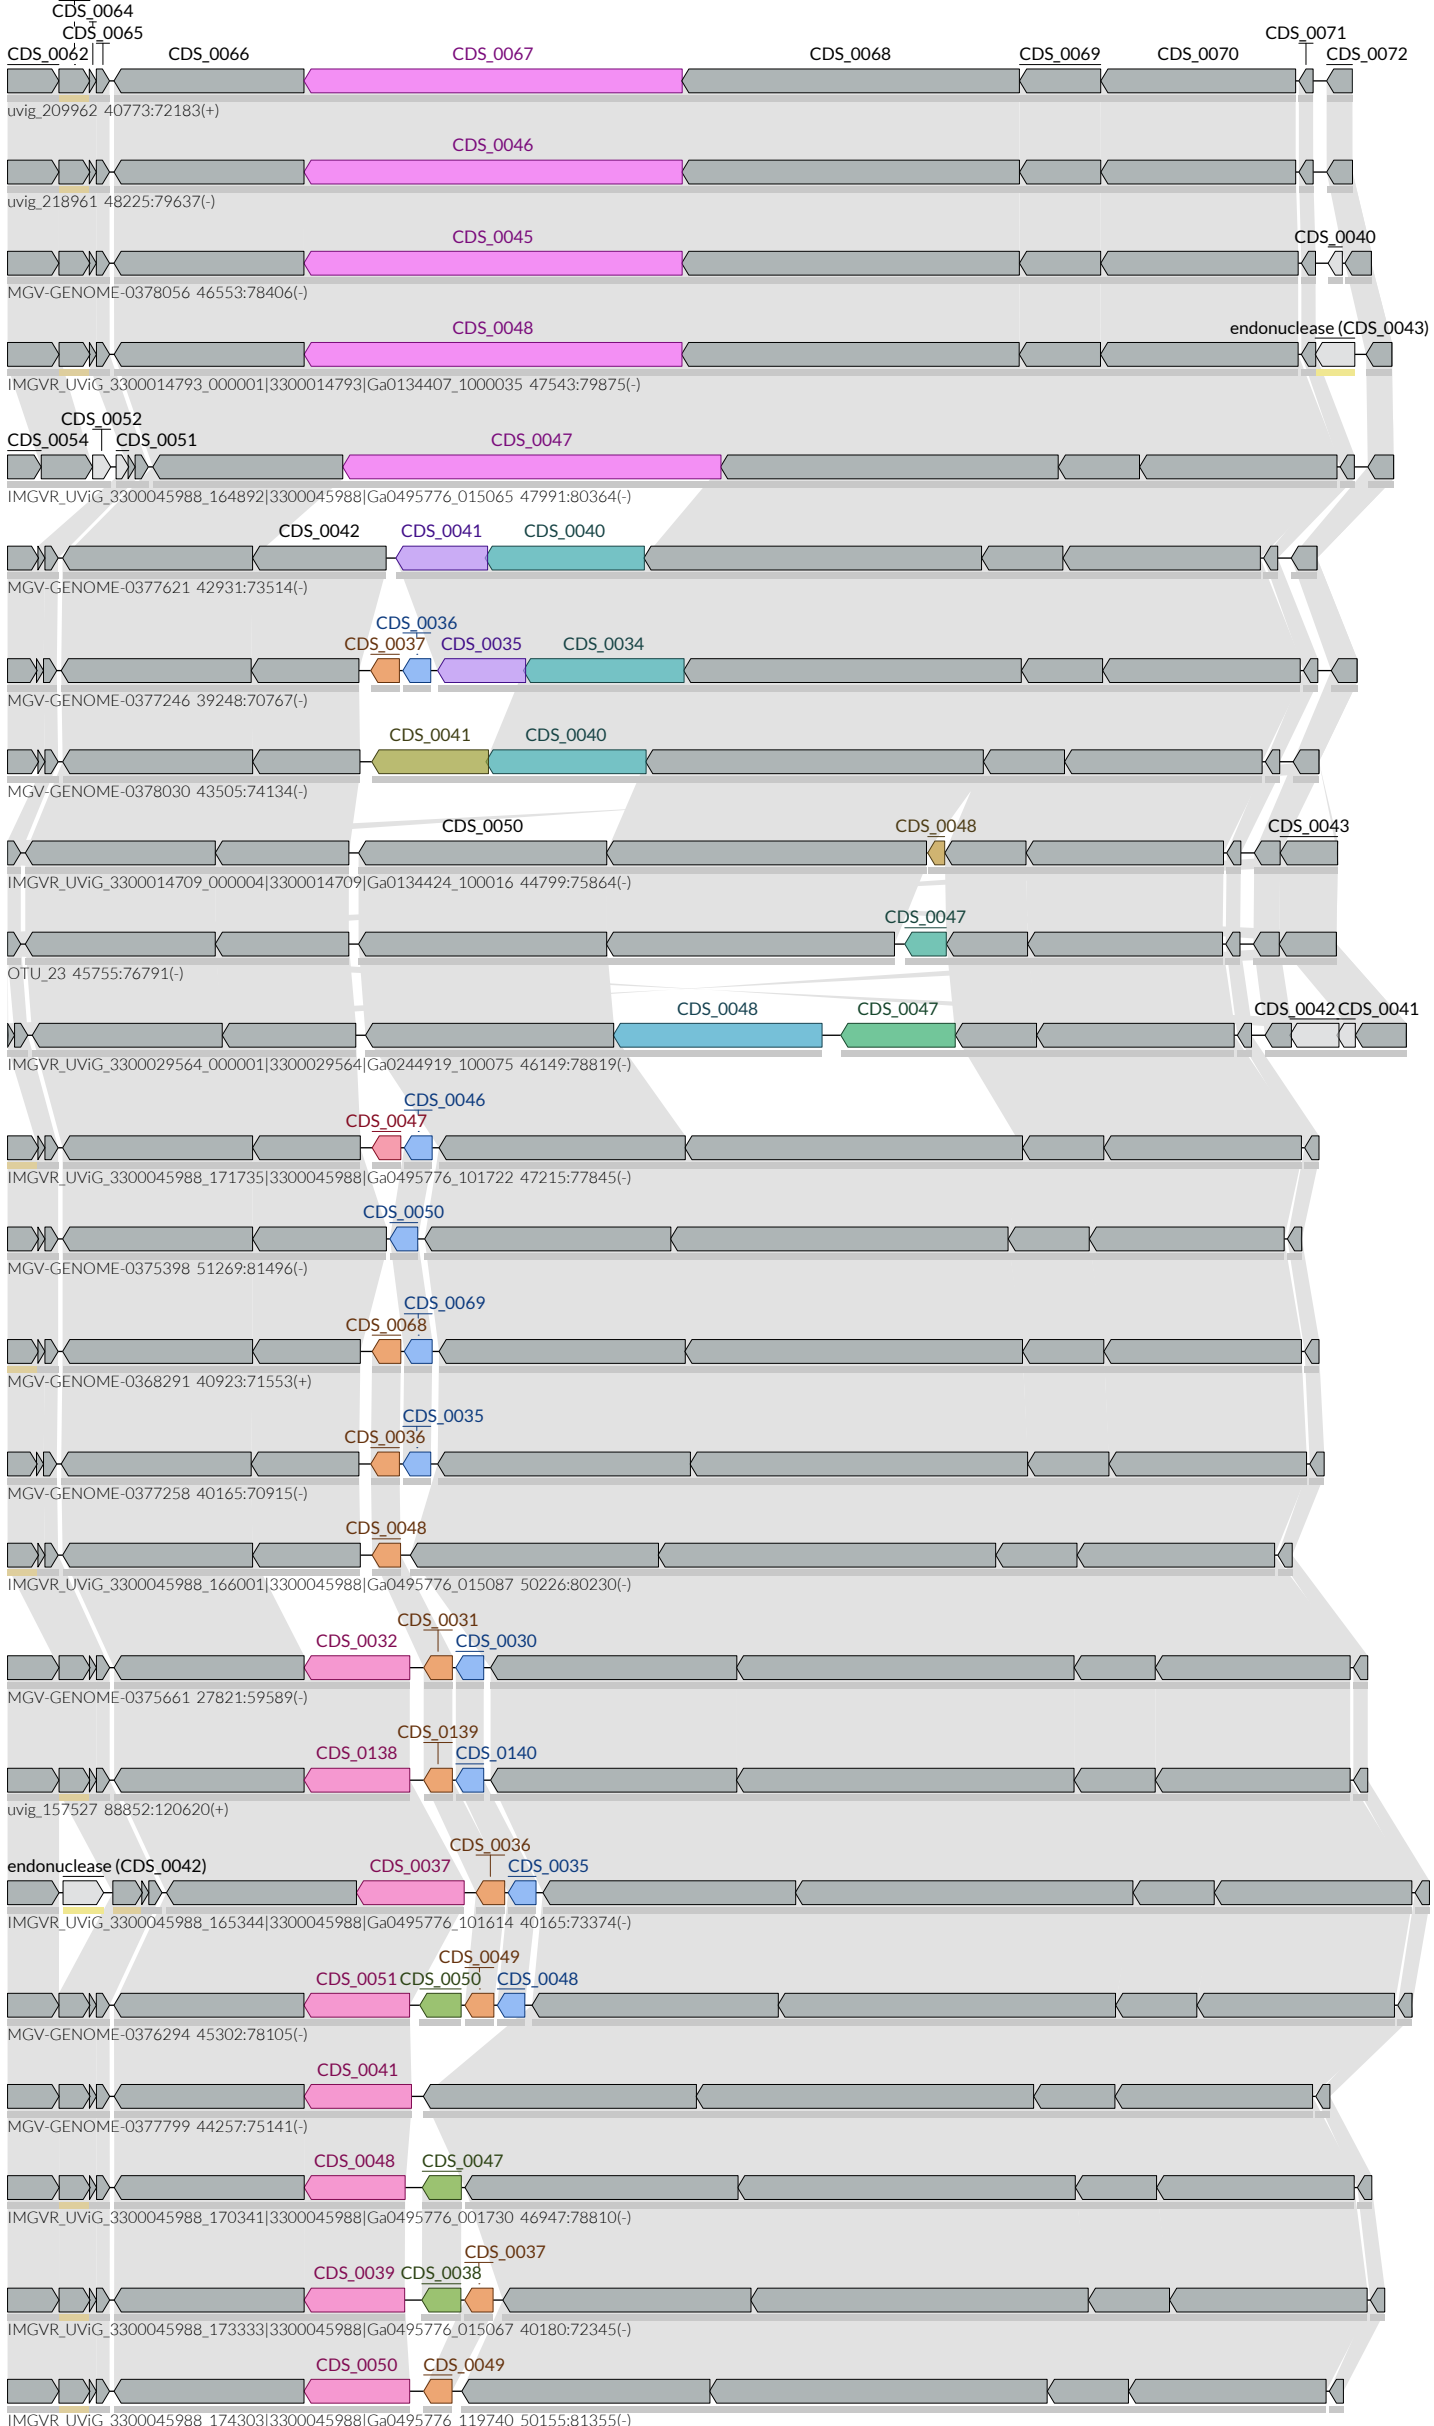 CDS_0064
CDS_0065 CDS_0071
CDS_0062 CDS_0066 CDS_0067 CDS_0068 CDS_0069 CDS_0070 CDS_0072
uvig_209962 40773:72183(+)
CDS_0046
uvig_218961 48225:79637(-)
CDS_0045 CDS_0040
MGV-GENOME-0378056 46553:78406(-)
CDS_0048 endonuclease (CDS_0043)
IMGVR_UViG_3300014793_000001|3300014793|Ga0134407_1000035 47543:79875(-)
CDS_0052
CDS_0054 CDS_0051 CDS_0047
IMGVR_UViG_3300045988_164892|3300045988|Ga0495776_015065 47991:80364(-)
CDS_0042 CDS_0041 CDS_0040
MGV-GENOME-0377621 42931:73514(-)
CDS_0036
CDS_0037 CDS_0035 CDS_0034
MGV-GENOME-0377246 39248:70767(-)
CDS_0041 CDS_0040
MGV-GENOME-0378030 43505:74134(-)
CDS_0050 CDS_0048 CDS_0043
IMGVR_UViG_3300014709_000004|3300014709|Ga0134424_100016 44799:75864(-)
CDS_0047
OTU_23 45755:76791(-)
CDS_0048 CDS_0047 CDS_0042 CDS_0041
IMGVR_UViG_3300029564_000001|3300029564|Ga0244919_100075 46149:78819(-)
CDS_0046
CDS_0047
IMGVR_UViG_3300045988_171735|3300045988|Ga0495776_101722 47215:77845(-)
CDS_0050
MGV-GENOME-0375398 51269:81496(-)
CDS_0069
CDS_0068
MGV-GENOME-0368291 40923:71553(+)
CDS_0035
CDS_0036
MGV-GENOME-0377258 40165:70915(-)
CDS_0048
IMGVR_UViG_3300045988_166001|3300045988|Ga0495776_015087 50226:80230(-)
CDS_0031
CDS_0032 CDS_0030
MGV-GENOME-0375661 27821:59589(-)
CDS_0139
CDS_0138 CDS_0140
uvig_157527 88852:120620(+)
CDS_0036
endonuclease (CDS_0042) CDS_0037 CDS_0035
IMGVR_UViG_3300045988_165344|3300045988|Ga0495776_101614 40165:73374(-)
CDS_0049
CDS_0051 CDS_0050 CDS_0048
MGV-GENOME-0376294 45302:78105(-)
CDS_0041
MGV-GENOME-0377799 44257:75141(-)
CDS_0048 CDS_0047
IMGVR_UViG_3300045988_170341|3300045988|Ga0495776_001730 46947:78810(-)
CDS_0037
CDS_0039 CDS_0038
IMGVR_UViG_3300045988_173333|3300045988|Ga0495776_015067 40180:72345(-)
CDS_0050 CDS_0049
IMGVR_UViG_3300045988_174303|3300045988|Ga0495776_119740 50155:81355(-)